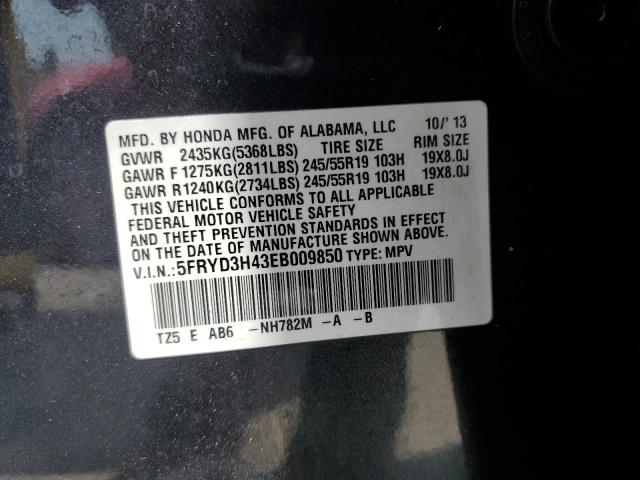 MFD. BY HONDA MFG. OF ALABAMA, LLC 10/' 13
GVWR 2435KG(5368LBS) TIRE SIZE RIM SIZE
GAWR F 1275KG(2811LBS) 245/55R19 103H 19X8.0J
GAWR R1240KG(2734LBS) 245/55R19 103H 19X8.0J
THIS VEHICLE CONFORMS TO ALL APPLICABLE
FEDERAL MOTOR VEHICLE SAFETY
AND THEFT PREVENTION STANDARDS IN EFFECT
ON THE DATE OF MANUFACTURE SHOWN ABOVE.
V.I.N.:5FRYD3H43EB009850 TYPE: MPV
TZ5 E AB6 -NH782M -A -B